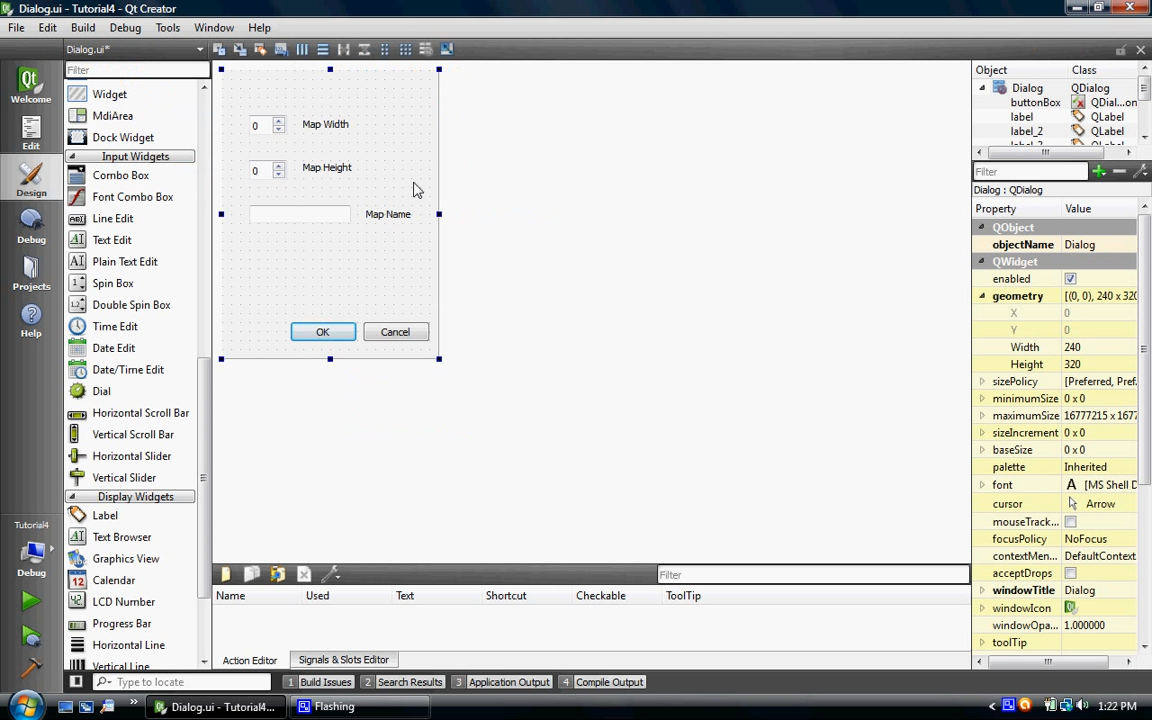 Dialog.ui - Tutorial4 - Qt Creator
File Edit Build Debug Tools Window Help
Dialog.ui*
Filter
Qt
Welcome
Edit
Design
Debug
Projects
Help
Tutorial4
Debug
Widget
MdiArea
Dock Widget
Input Widgets
Combo Box
Font Combo Box
Line Edit
Text Edit
Plain Text Edit
Spin Box
Double Spin Box
Time Edit
Date Edit
Date/Time Edit
Dial
Horizontal Scroll Bar
Vertical Scroll Bar
Horizontal Slider
Vertical Slider
Display Widgets
Label
Text Browser
Graphics View
Calendar
LCD Number
Progress Bar
Horizontal Line
Vertical Line
0 Map Width
0 Map Height
Map Name
OK Cancel
Object Class
Dialog QDialog
buttonBox QDial...on
label QLabel
label_2 QLabel
Filter
Dialog : QDialog
Property Value
QObject
objectName Dialog
QWidget
enabled
geometry [(0, 0), 240 x 320
X 0
Y 0
Width 240
Height 320
sizePolicy [Preferred, Pref
minimumSize 0 x 0
maximumSize 16777215 x 1677
sizeIncrement 0 x 0
baseSize 0 x 0
palette Inherited
font A [MS Shell D
cursor Arrow
mouseTrack...
focusPolicy NoFocus
contextMen... DefaultContext
acceptDrops
windowTitle Dialog
windowIcon
windowOpa... 1.000000
toolTip
Filter
Name Used Text Shortcut Checkable ToolTip
Action Editor Signals & Slots Editor
Type to locate
1 Build Issues 2 Search Results 3 Application Output 4 Compile Output
Dialog.ui - Tutorial4... Flashing
1:22 PM